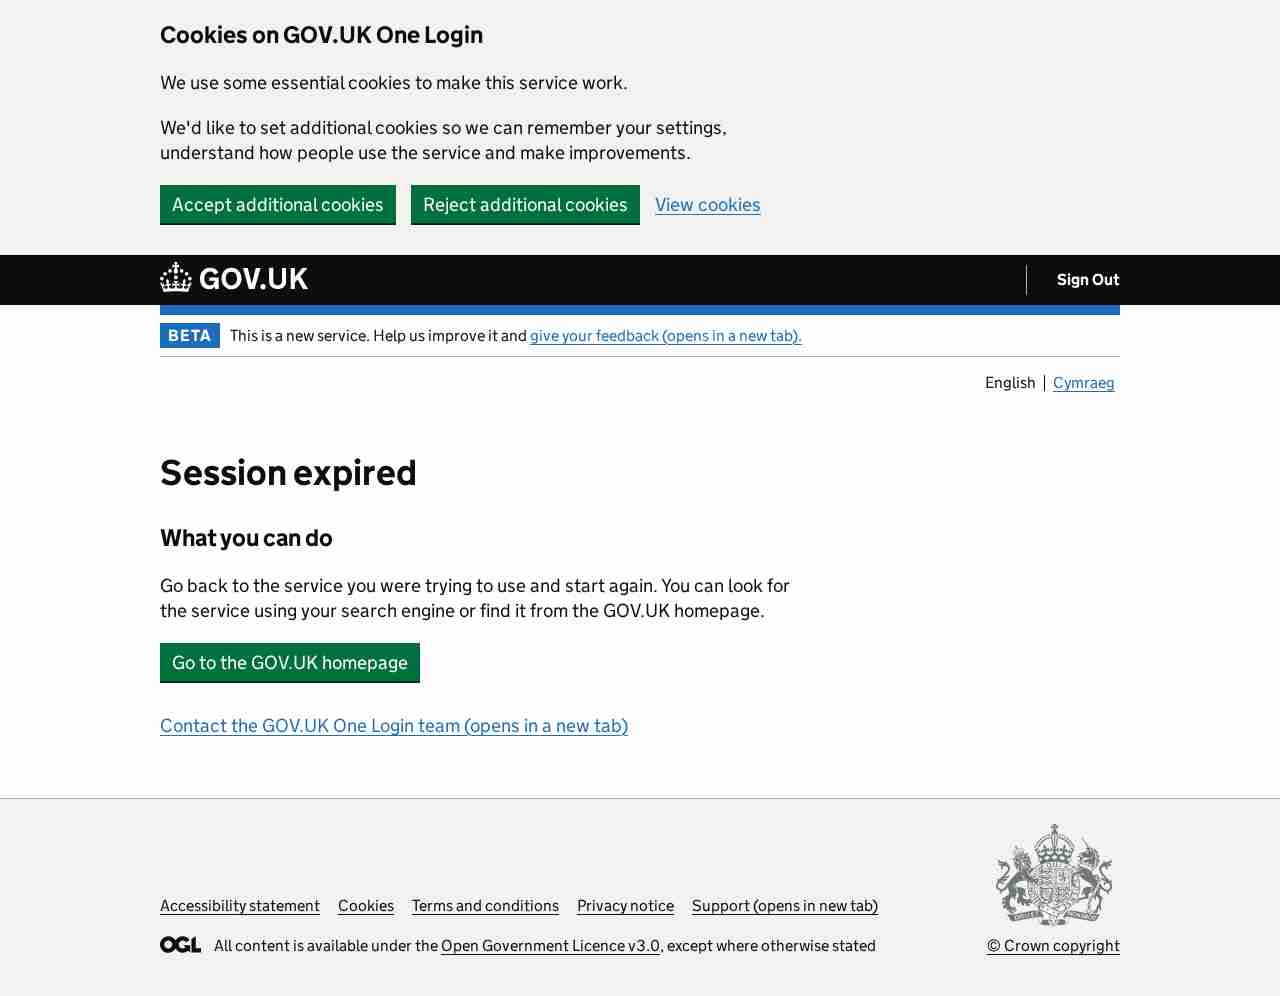 Cookies on GOV.UK One Login
We use some essential cookies to make this service work.
We'd like to set additional cookies so we can remember your settings,
understand how people use the service and make improvements.
Accept additional cookies Reject additional cookies View cookies
GOV.UK Sign Out
BETA This is a new service. Help us improve it and give your feedback (opens in a new tab).
English | Cymraeg
Session expired
What you can do
Go back to the service you were trying to use and start again. You can look for
the service using your search engine or find it from the GOV.UK homepage.
Go to the GOV.UK homepage
Contact the GOV.UK One Login team (opens in a new tab)
Accessibility statement Cookies Terms and conditions Privacy notice Support (opens in new tab)
OGL All content is available under the Open Government Licence v3.0, except where otherwise stated © Crown copyright